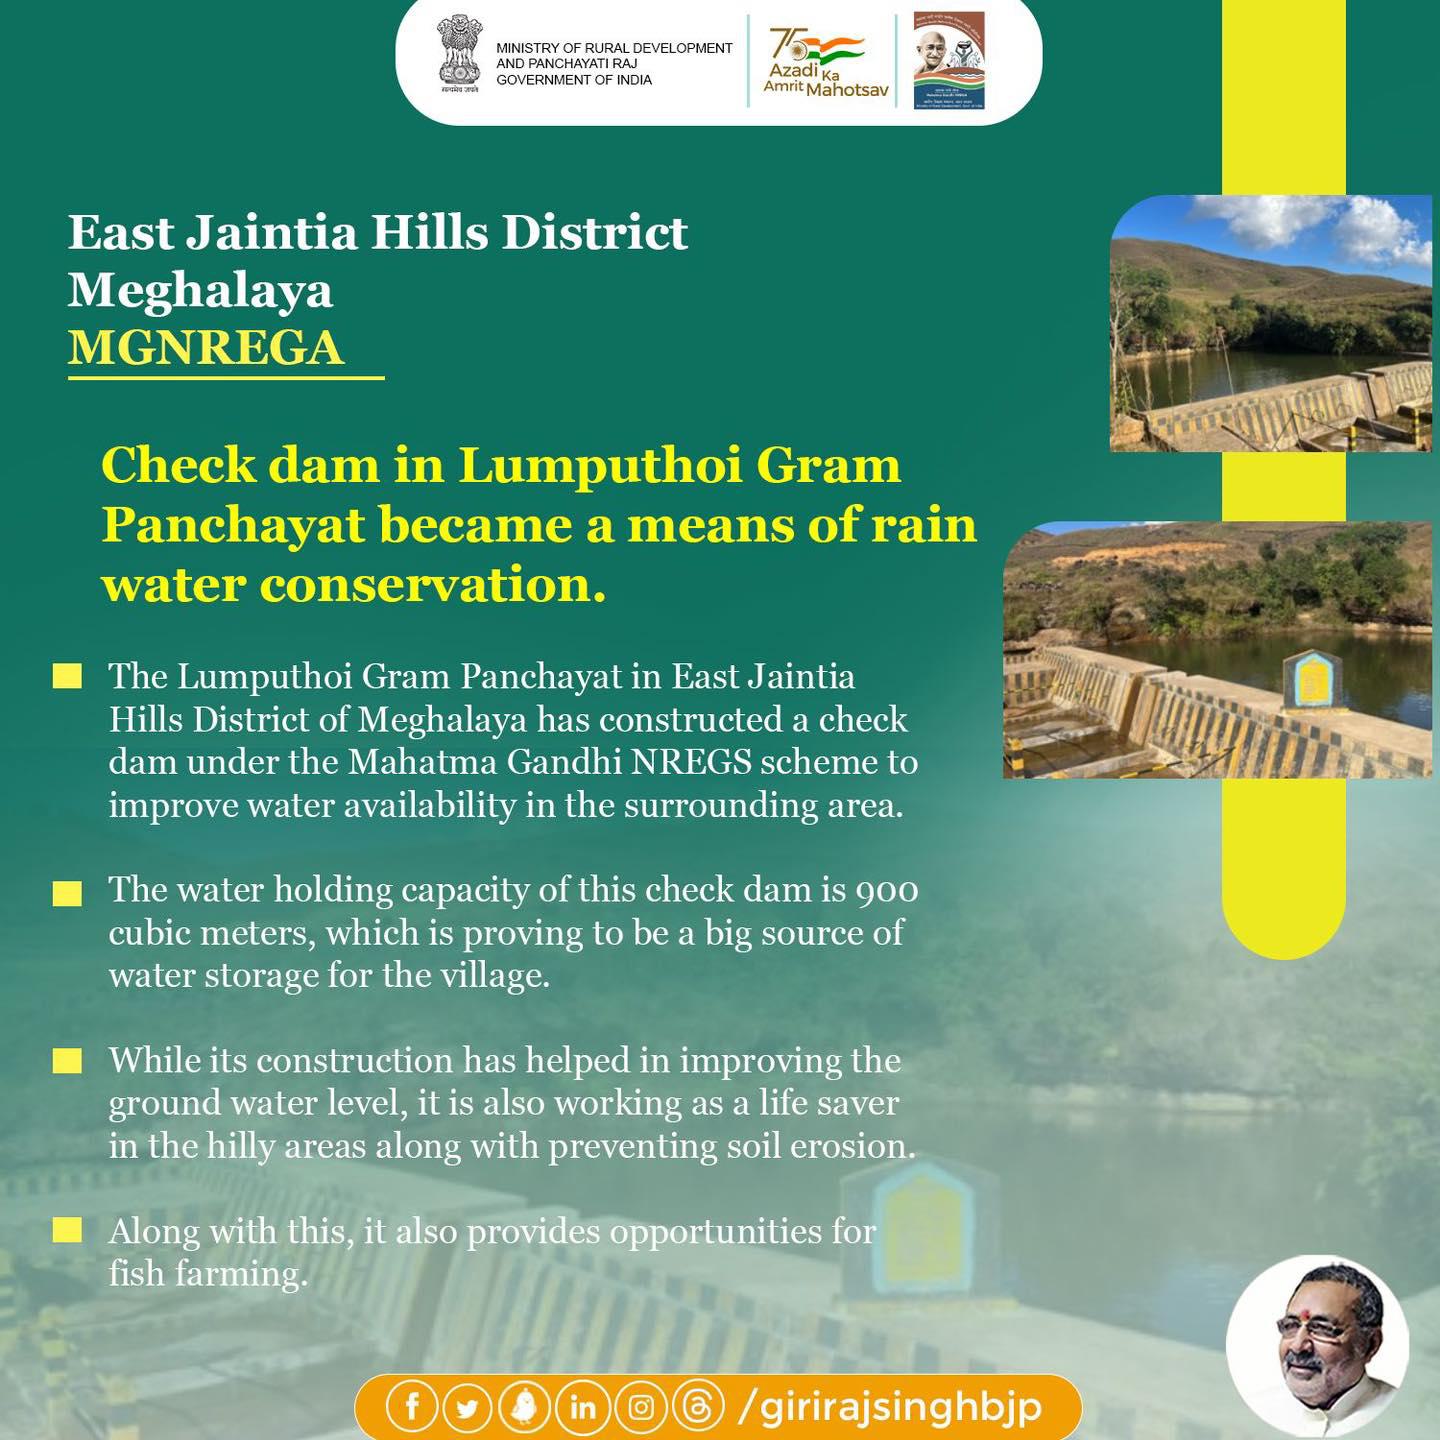 सत्यमेव जयते
MINISTRY OF RURAL DEVELOPMENT
AND PANCHAYATI RAJ
GOVERNMENT OF INDIA
75
Azadi Ka
Amrit Mahotsav
East Jaintia Hills District
Meghalaya
MGNREGA
Check dam in Lumputhoi Gram
Panchayat became a means of rain
water conservation.
The Lumputhoi Gram Panchayat in East Jaintia
Hills District of Meghalaya has constructed a check
dam under the Mahatma Gandhi NREGS scheme to
improve water availability in the surrounding area.
The water holding capacity of this check dam is 900
cubic meters, which is proving to be a big source of
water storage for the village.
While its construction has helped in improving the
ground water level, it is also working as a life saver
in the hilly areas along with preventing soil erosion.
Along with this, it also provides opportunities for
fish farming.
/girirajsinghbjp